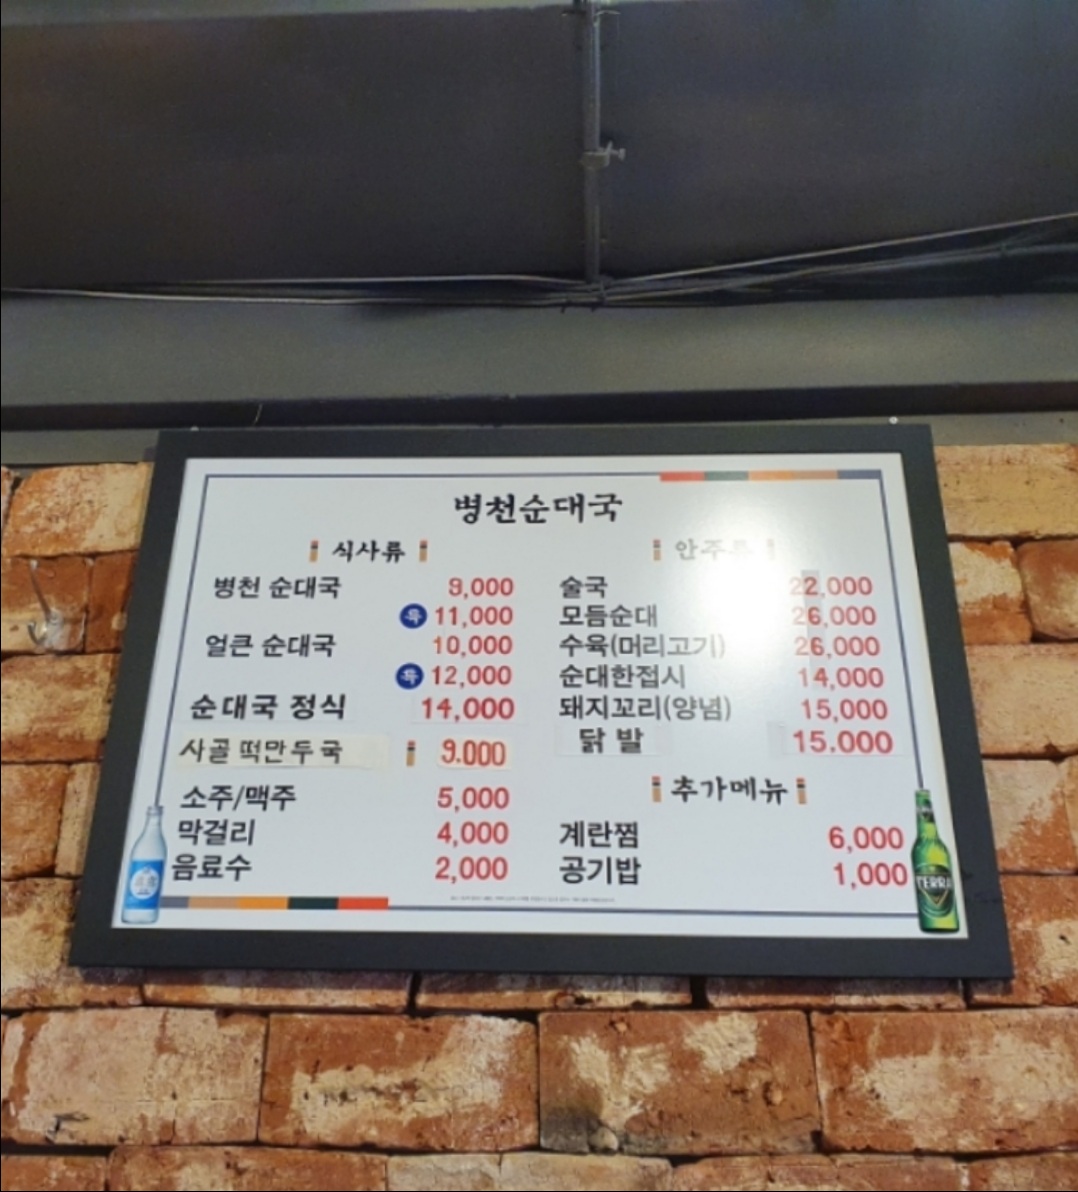 병천순대국
식사류
병천 순대국 9,000
특 11,000
얼큰 순대국 10,000
특 12,000
순대국 정식 14,000
사골 떡만두국 9.000
소주/맥주 5,000
막걸리 4,000
음료수 2,000
안주류
술국 22,000
모듬순대 26,000
수육(머리고기) 26,000
순대한접시 14,000
돼지꼬리(양념) 15,000
닭발 15.000
추가메뉴
계란찜 6,000
공기밥 1,000
TERRA